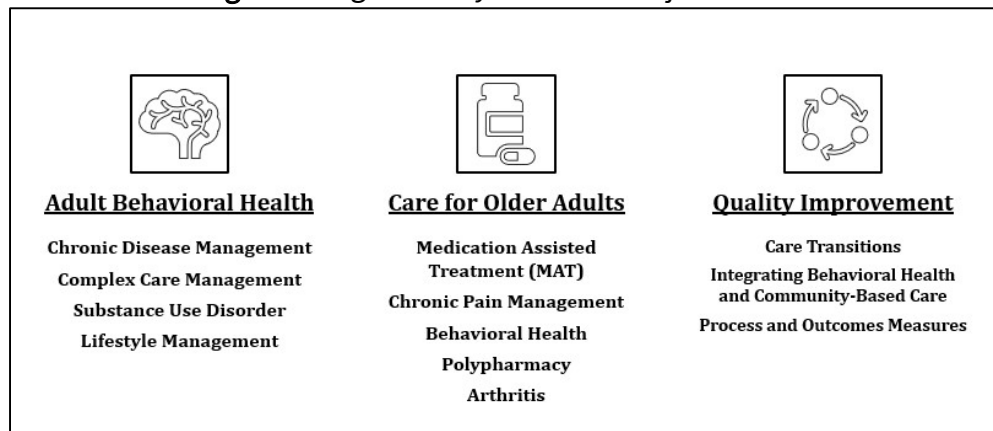 Adult Behavioral Health
Chronic Disease Management
Complex Care Management
Substance Use Disorder
Lifestyle Management
Care for Older Adults
Medication Assisted
Treatment (MAT)
Chronic Pain Management
Behavioral Health
Polypharmacy
Arthritis
Quality Improvement
Care Transitions
Integrating Behavioral Health
and Community-Based Care
Process and Outcomes Measures